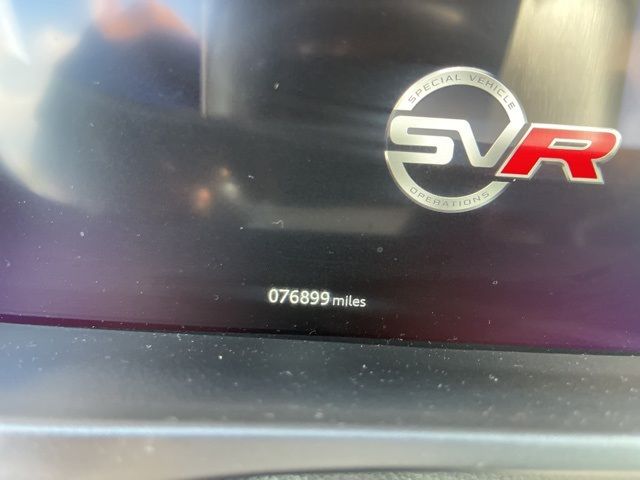 SPECIAL VEHICLE
SVR
OPERATIONS
076899 miles